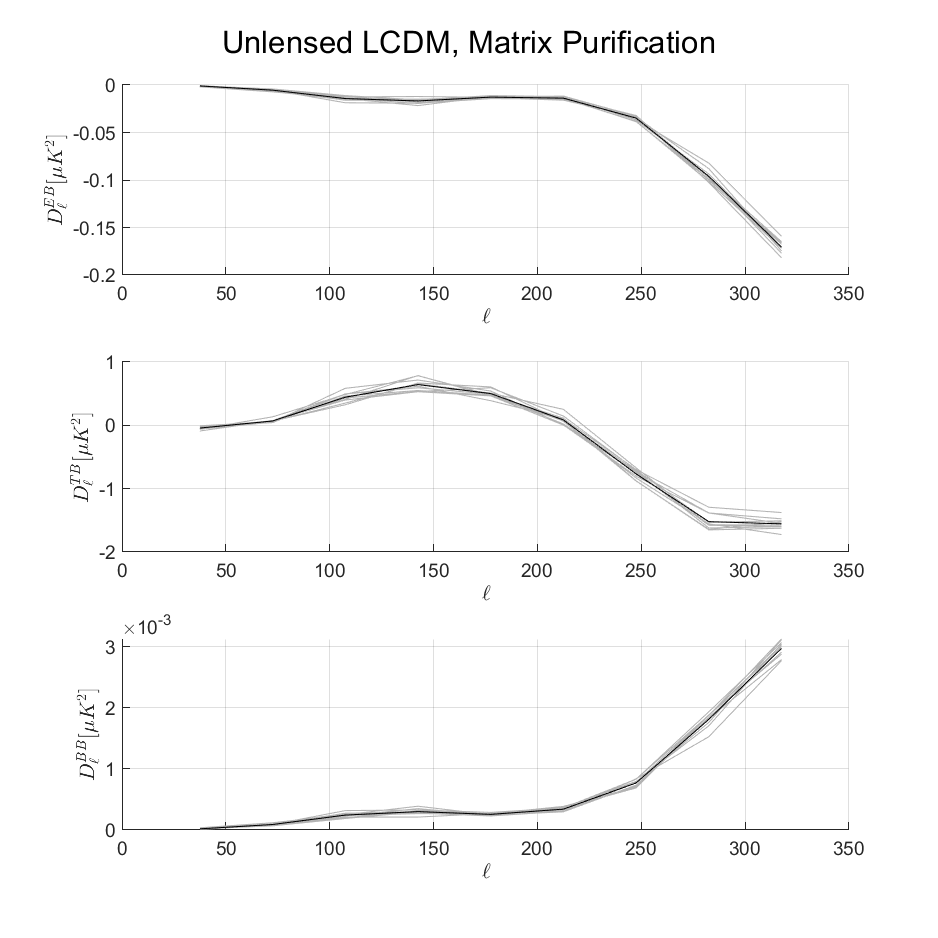 Unlensed LCDM, Matrix Purification
0
-0.05
-0.1
-0.15
-0.2
D_ℓ^{EB}[μK^2]
0 50 100 150 200 250 300 350
ℓ
1
0
-1
-2
D_ℓ^{TB}[μK^2]
0 50 100 150 200 250 300 350
ℓ
×10^{-3}
3
2
1
0
D_ℓ^{BB}[μK^2]
0 50 100 150 200 250 300 350
ℓ